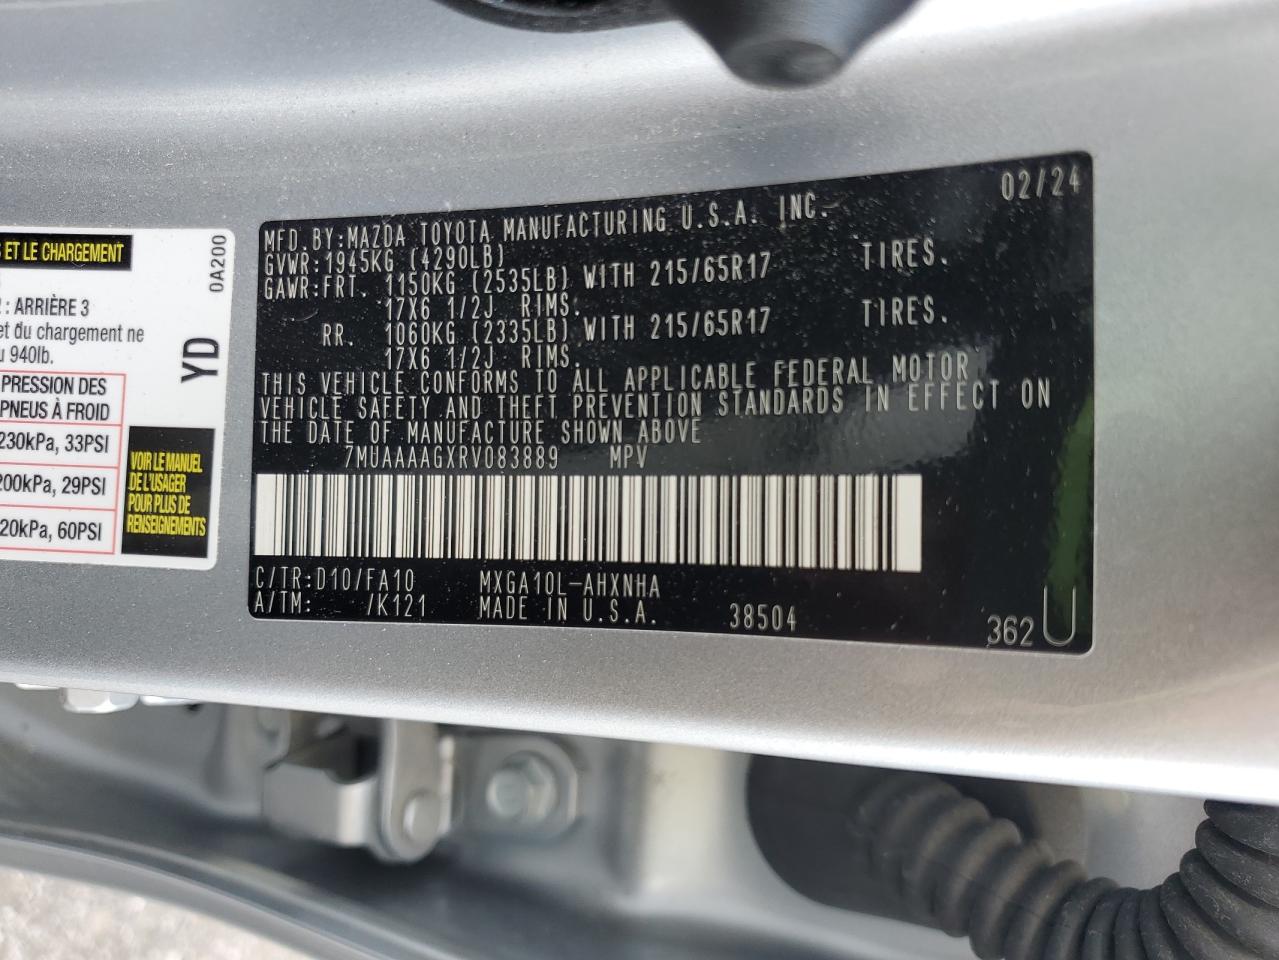 S ET LE CHARGEMENT
0A200
: ARRIÈRE 3
et du chargement ne
940lb.
YD
PRESSION DES
PNEUS À FROID
230kPa, 33PSI
200kPa, 29PSI
20kPa, 60PSI
VOIR LE MANUEL
DE L'USAGER
POUR PLUS DE
RENSEIGNEMENTS
02/24
MFD.BY:MAZDA TOYOTA MANUFACTURING U.S.A. INC.
GVWR:1945KG (4290LB)
GAWR:FRT. 1150KG (2535LB) WITH 215/65R17 TIRES.
17X6 1/2J RIMS.
RR. 1060KG (2335LB) WITH 215/65R17 TIRES.
17X6 1/2J RIMS.
THIS VEHICLE CONFORMS TO ALL APPLICABLE FEDERAL MOTOR
VEHICLE SAFETY AND THEFT PREVENTION STANDARDS IN EFFECT ON
THE DATE OF MANUFACTURE SHOWN ABOVE
7MUAAAAGXRV083889 MPV
C/TR:D10/FA10 MXGA10L-AHXNHA
A/TM: /K121 MADE IN U.S.A. 38504 362 U